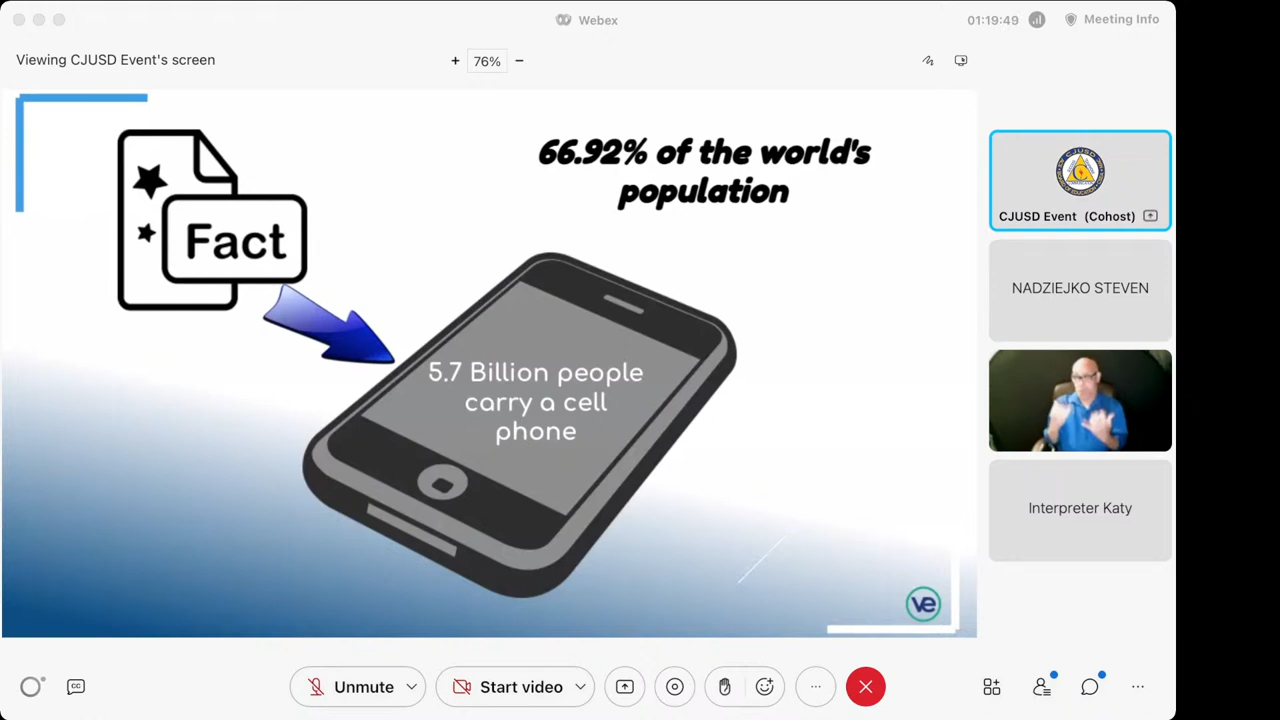 Webex
01:19:49
Meeting Info
Viewing CJUSD Event's screen
+ 76% −
66.92% of the world's
population
Fact
5.7 Billion people
carry a cell
phone
ve
CJUSD Event (Cohost)
NADZIEJKO STEVEN
Interpreter Katy
CC
Unmute
Start video